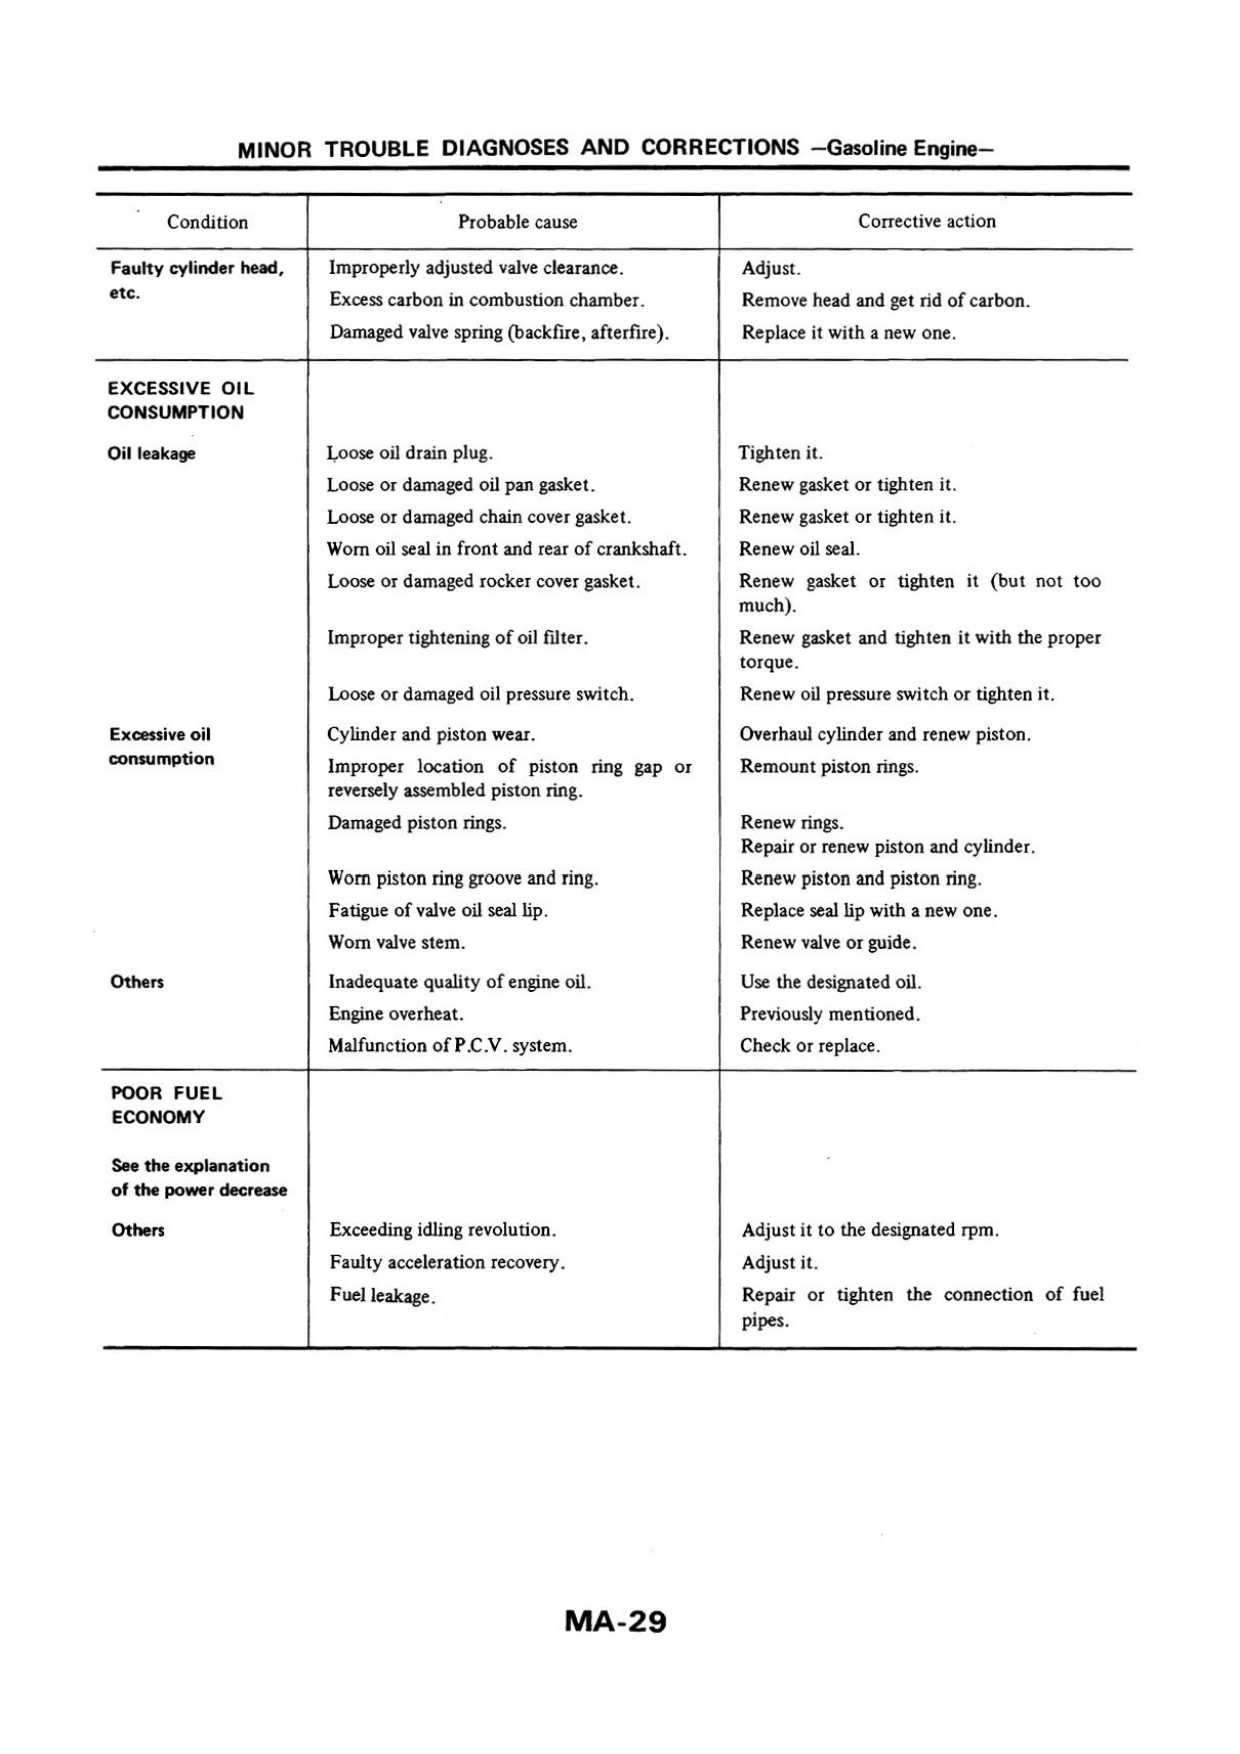 MINOR TROUBLE DIAGNOSES AND CORRECTIONS —Gasoline Engine—
Condition Probable cause Corrective action
Faulty cylinder head, Improperly adjusted valve clearance. Adjust.
etc.
Excess carbon in combustion chamber. Remove head and get rid of carbon.
Damaged valve spring (backfire, afterfire). Replace it with a new one.
EXCESSIVE OIL
CONSUMPTION
Oil leakage Loose oil drain plug. Tighten it.
Loose or damaged oil pan gasket. Renew gasket or tighten it.
Loose or damaged chain cover gasket. Renew gasket or tighten it.
Worn oil seal in front and rear of crankshaft. Renew oil seal.
Loose or damaged rocker cover gasket. Renew gasket or tighten it (but not too
much).
Improper tightening of oil filter. Renew gasket and tighten it with the proper
torque.
Loose or damaged oil pressure switch. Renew oil pressure switch or tighten it.
Excessive oil Cylinder and piston wear. Overhaul cylinder and renew piston.
consumption
Improper location of piston ring gap or Remount piston rings.
reversely assembled piston ring.
Damaged piston rings. Renew rings.
Repair or renew piston and cylinder.
Worn piston ring groove and ring. Renew piston and piston ring.
Fatigue of valve oil seal lip. Replace seal lip with a new one.
Worn valve stem. Renew valve or guide.
Others Inadequate quality of engine oil. Use the designated oil.
Engine overheat. Previously mentioned.
Malfunction of P.C.V. system. Check or replace.
POOR FUEL
ECONOMY
See the explanation
of the power decrease
Others Exceeding idling revolution. Adjust it to the designated rpm.
Faulty acceleration recovery. Adjust it.
Fuel leakage. Repair or tighten the connection of fuel
pipes.
MA-29